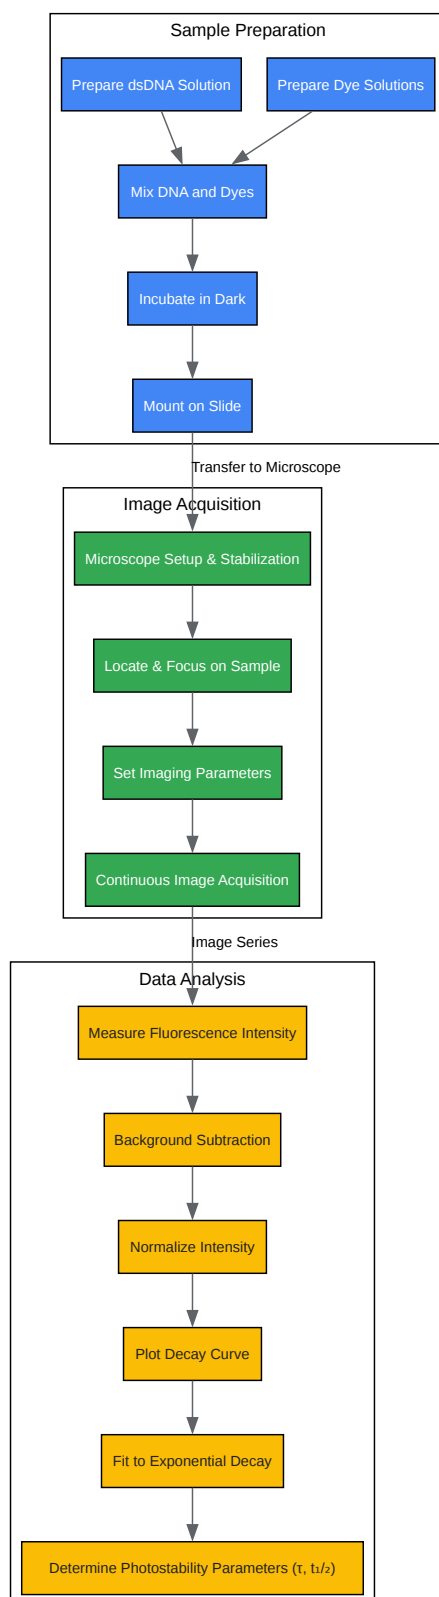 Sample Preparation
Prepare dsDNA Solution
Prepare Dye Solutions
Mix DNA and Dyes
Incubate in Dark
Mount on Slide
Transfer to Microscope
Image Acquisition
Microscope Setup & Stabilization
Locate & Focus on Sample
Set Imaging Parameters
Continuous Image Acquisition
Image Series
Data Analysis
Measure Fluorescence Intensity
Background Subtraction
Normalize Intensity
Plot Decay Curve
Fit to Exponential Decay
Determine Photostability Parameters (τ, t₁/₂)